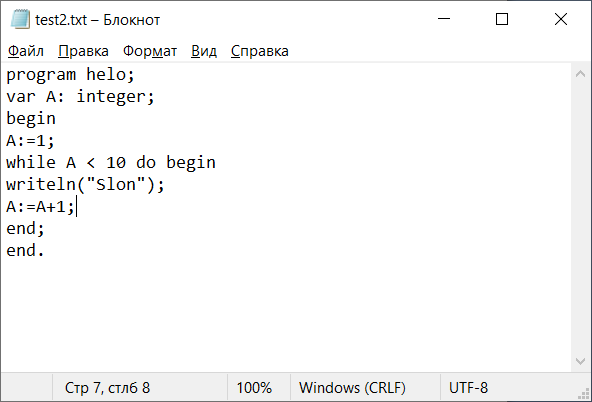 test2.txt – Блокнот
Файл Правка Формат Вид Справка
program helo;
var A: integer;
begin
A:=1;
while A < 10 do begin
writeln("Slon");
A:=A+1;
end;
end.
Стр 7, стлб 8 100% Windows (CRLF) UTF-8